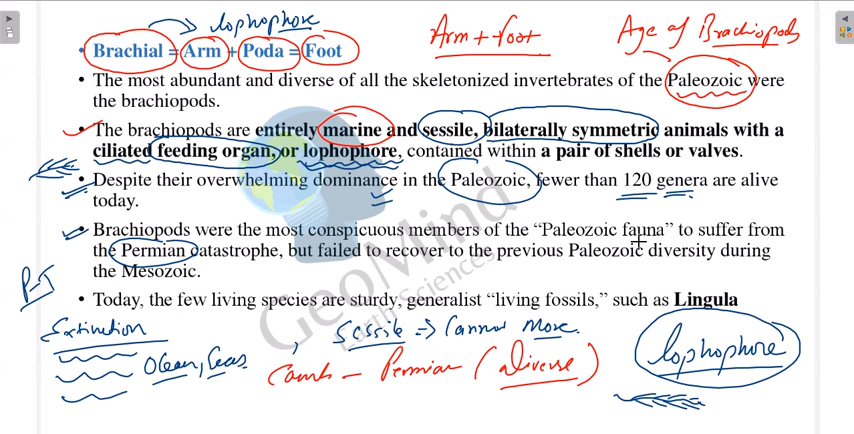 lophophore
Arm + foot
Age of Brachiopods
• Brachial = Arm + Poda = Foot
• The most abundant and diverse of all the skeletonized invertebrates of the Paleozoic were
the brachiopods.
• The brachiopods are entirely marine and sessile, bilaterally symmetric animals with a
ciliated feeding organ, or lophophore, contained within a pair of shells or valves.
• Despite their overwhelming dominance in the Paleozoic, fewer than 120 genera are alive
today.
• Brachiopods were the most conspicuous members of the “Paleozoic fauna” to suffer from
the Permian catastrophe, but failed to recover to the previous Paleozoic diversity during
the Mesozoic.
P-T
• Today, the few living species are sturdy, generalist “living fossils,” such as Lingula
Extinction
Sessile => Cannot Move.
lophophore
Ocean, Seas
Camb - Permian (diverse)
GeoMind
Earth Sciences